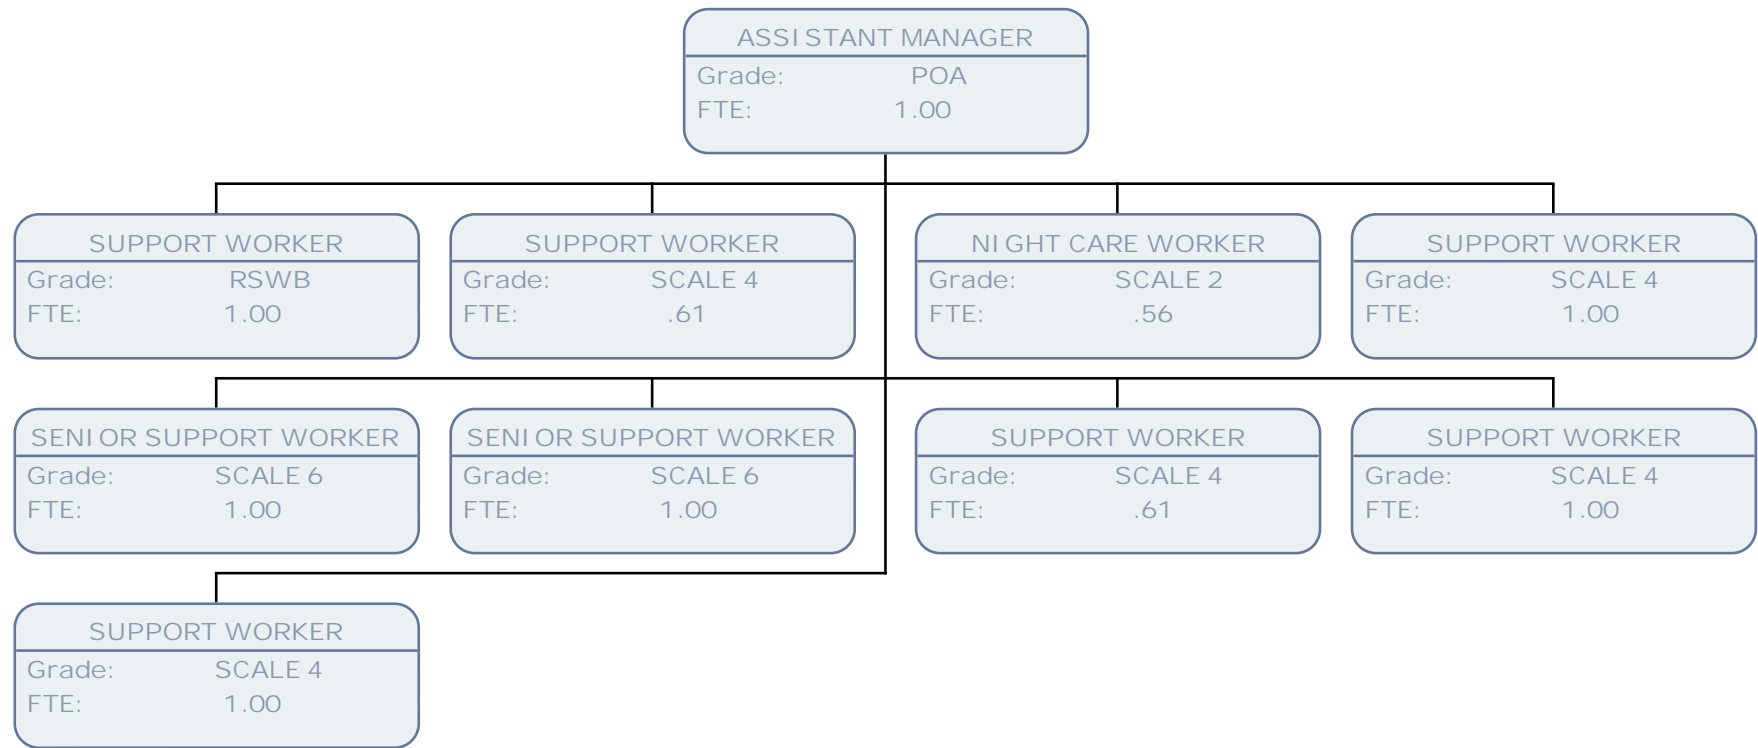 ASSISTANT MANAGER
Grade: POA
FTE: 1.00
SUPPORT WORKER
Grade: RSWB
FTE: 1.00
SUPPORT WORKER
Grade: SCALE 4
FTE: .61
NIGHT CARE WORKER
Grade: SCALE 2
FTE: .56
SUPPORT WORKER
Grade: SCALE 4
FTE: 1.00
SENIOR SUPPORT WORKER
Grade: SCALE 6
FTE: 1.00
SENIOR SUPPORT WORKER
Grade: SCALE 6
FTE: 1.00
SUPPORT WORKER
Grade: SCALE 4
FTE: .61
SUPPORT WORKER
Grade: SCALE 4
FTE: 1.00
SUPPORT WORKER
Grade: SCALE 4
FTE: 1.00